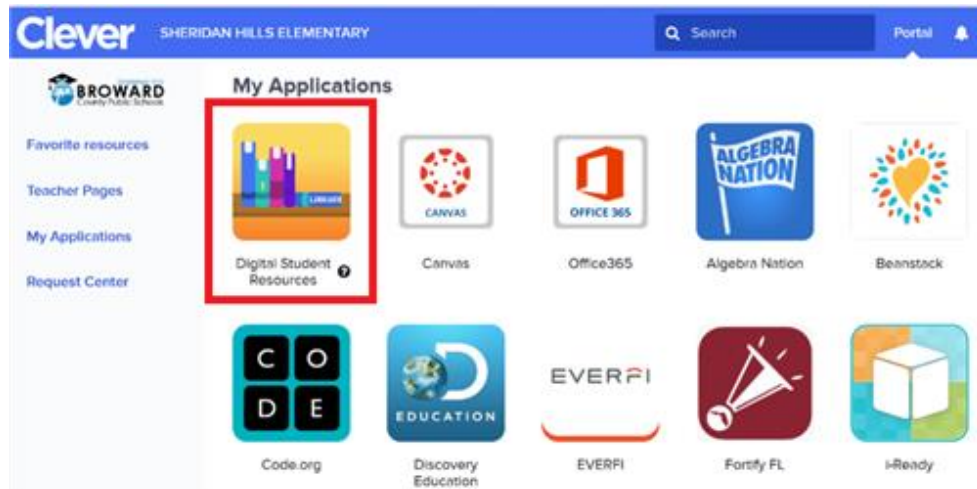 Clever SHERIDAN HILLS ELEMENTARY Search Portal
BROWARD
County Public Schools
My Applications
Favorite resources
Teacher Pages
My Applications
Request Center
CANVAS
OFFICE 365
ALGEBRA
NATION
Digital Student
Resources
?
Canvas
Office365
Algebra Nation
Beanstack
C O
D E
EDUCATION
EVERFI
Code.org
Discovery
Education
EVERFI
Fortify FL
i-Ready